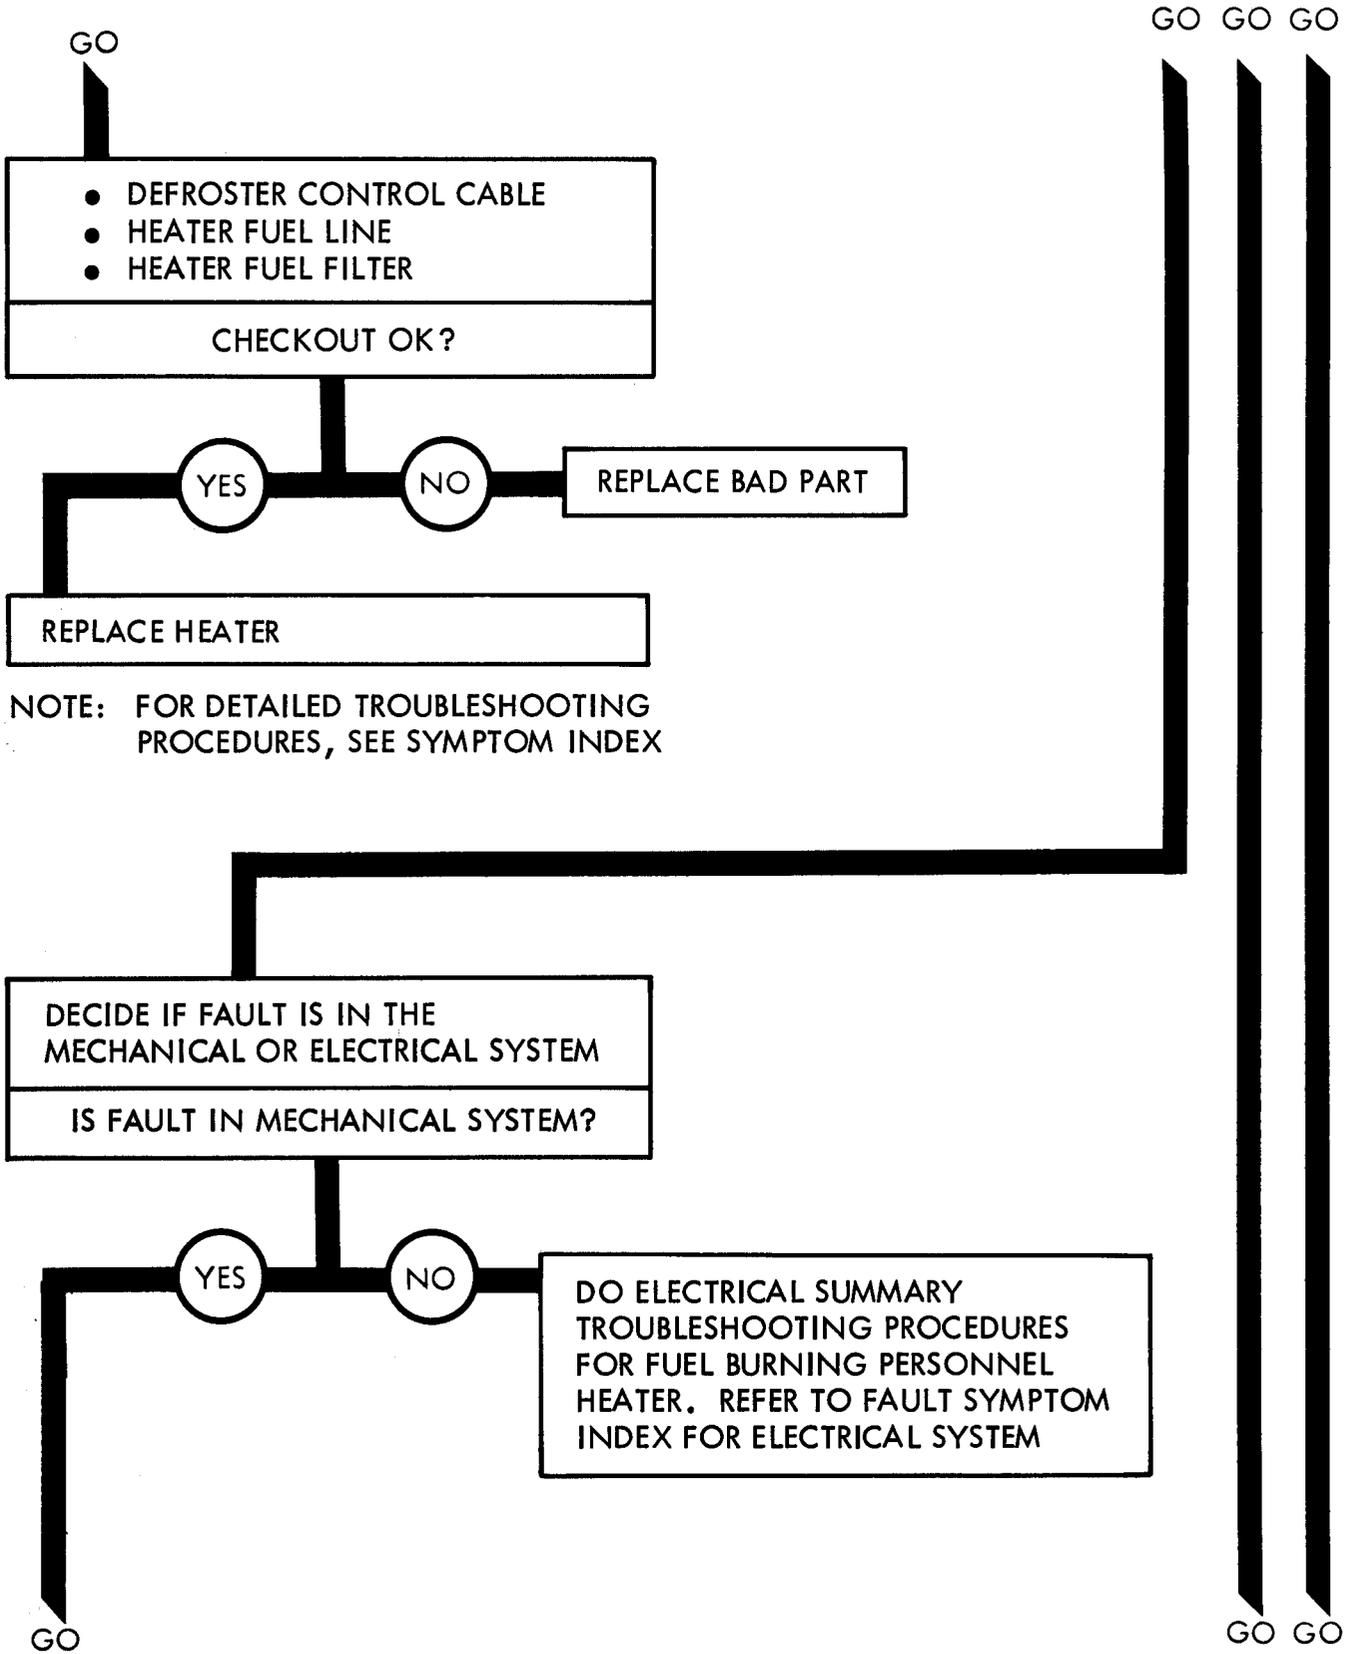 GO GO GO
GO
● DEFROSTER CONTROL CABLE
● HEATER FUEL LINE
● HEATER FUEL FILTER
CHECKOUT OK?
YES
NO
REPLACE BAD PART
REPLACE HEATER
NOTE: FOR DETAILED TROUBLESHOOTING
PROCEDURES, SEE SYMPTOM INDEX
DECIDE IF FAULT IS IN THE
MECHANICAL OR ELECTRICAL SYSTEM
IS FAULT IN MECHANICAL SYSTEM?
YES
NO
DO ELECTRICAL SUMMARY
TROUBLESHOOTING PROCEDURES
FOR FUEL BURNING PERSONNEL
HEATER. REFER TO FAULT SYMPTOM
INDEX FOR ELECTRICAL SYSTEM
GO
GO GO